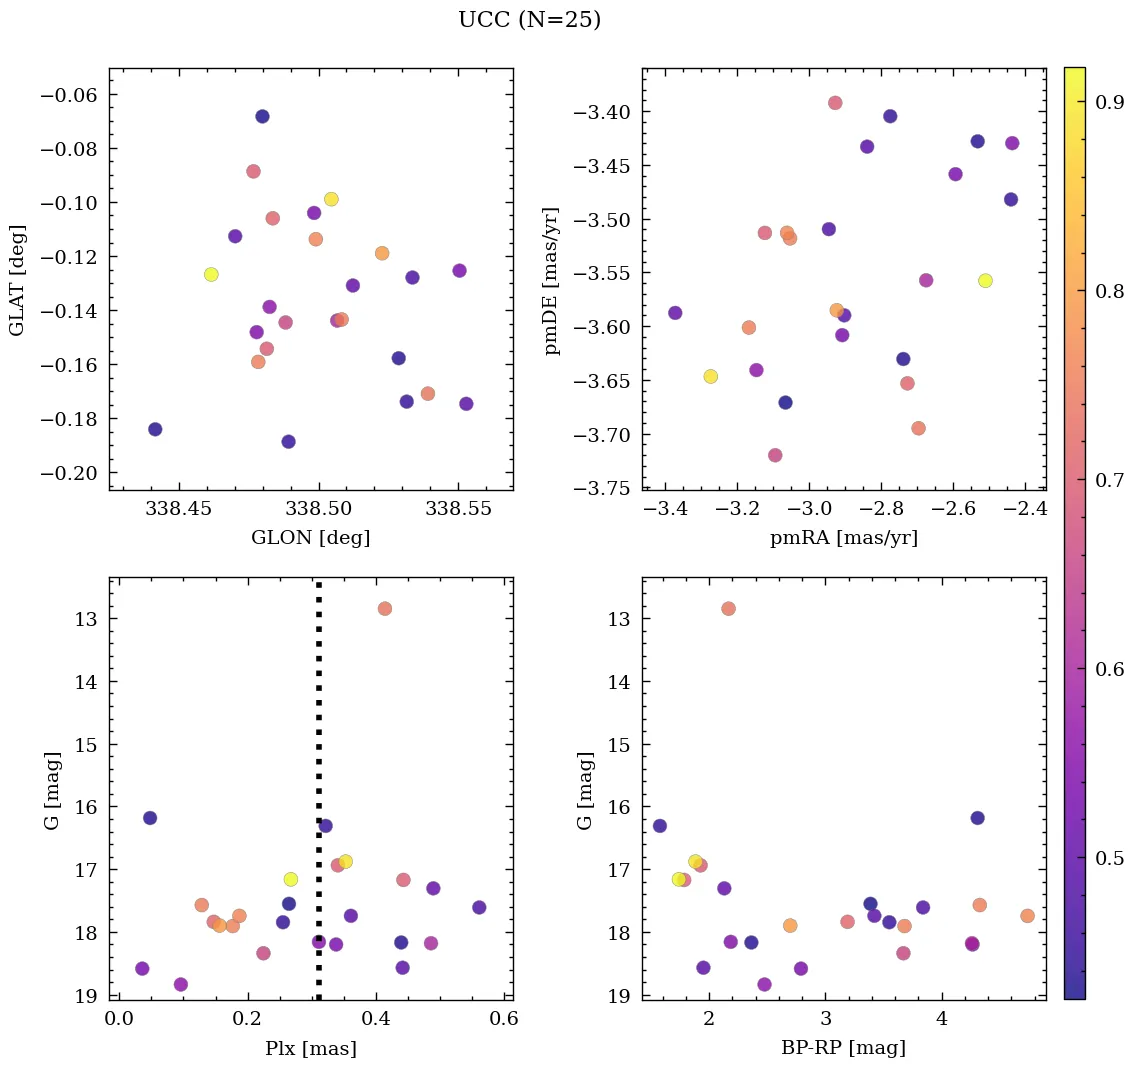 UCC (N=25)
−0.06
−0.08
−0.10
−0.12
−0.14
−0.16
−0.18
−0.20
GLAT [deg]
338.45 338.50 338.55
GLON [deg]
−3.40
−3.45
−3.50
−3.55
−3.60
−3.65
−3.70
−3.75
pmDE [mas/yr]
−3.4 −3.2 −3.0 −2.8 −2.6 −2.4
pmRA [mas/yr]
13
14
15
16
17
18
19
G [mag]
0.0 0.2 0.4 0.6
Plx [mas]
13
14
15
16
17
18
19
G [mag]
2 3 4
BP-RP [mag]
0.9
0.8
0.7
0.6
0.5